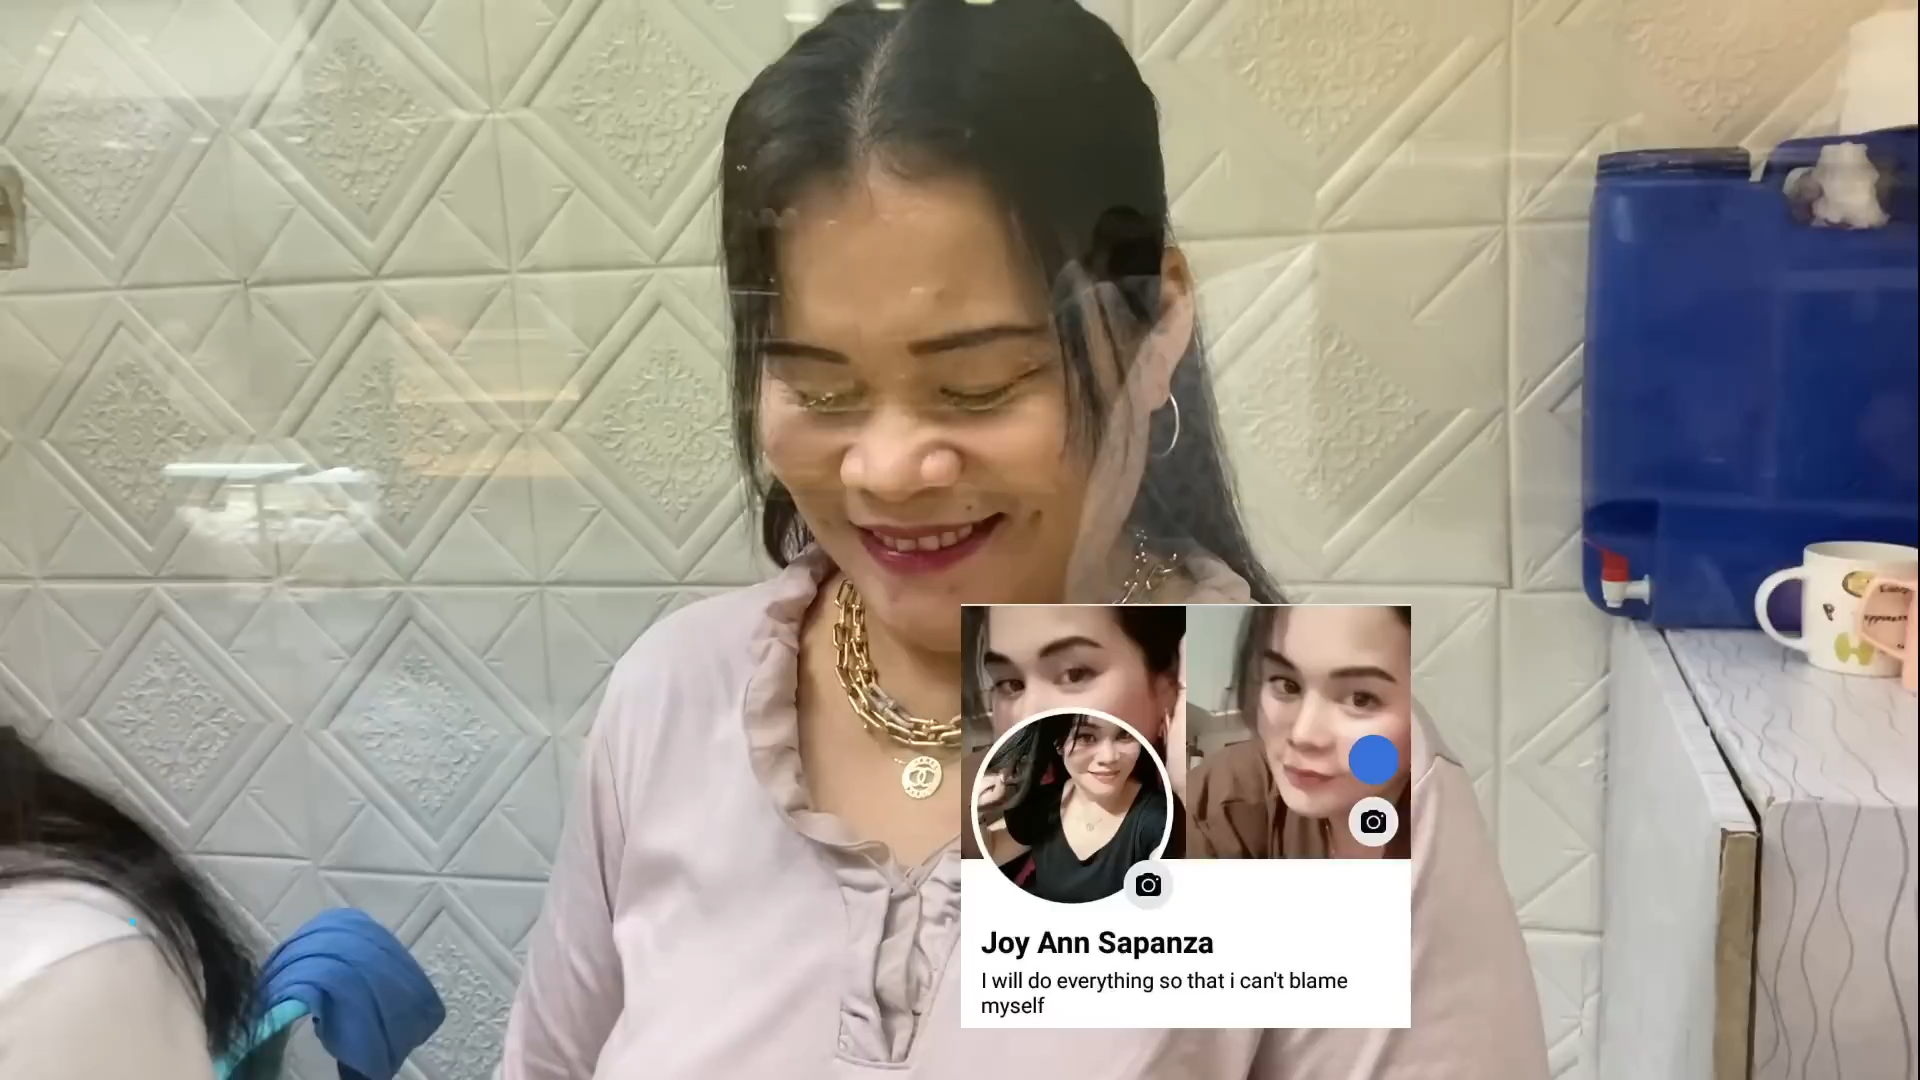 Joy Ann Sapanza
I will do everything so that i can't blame
myself